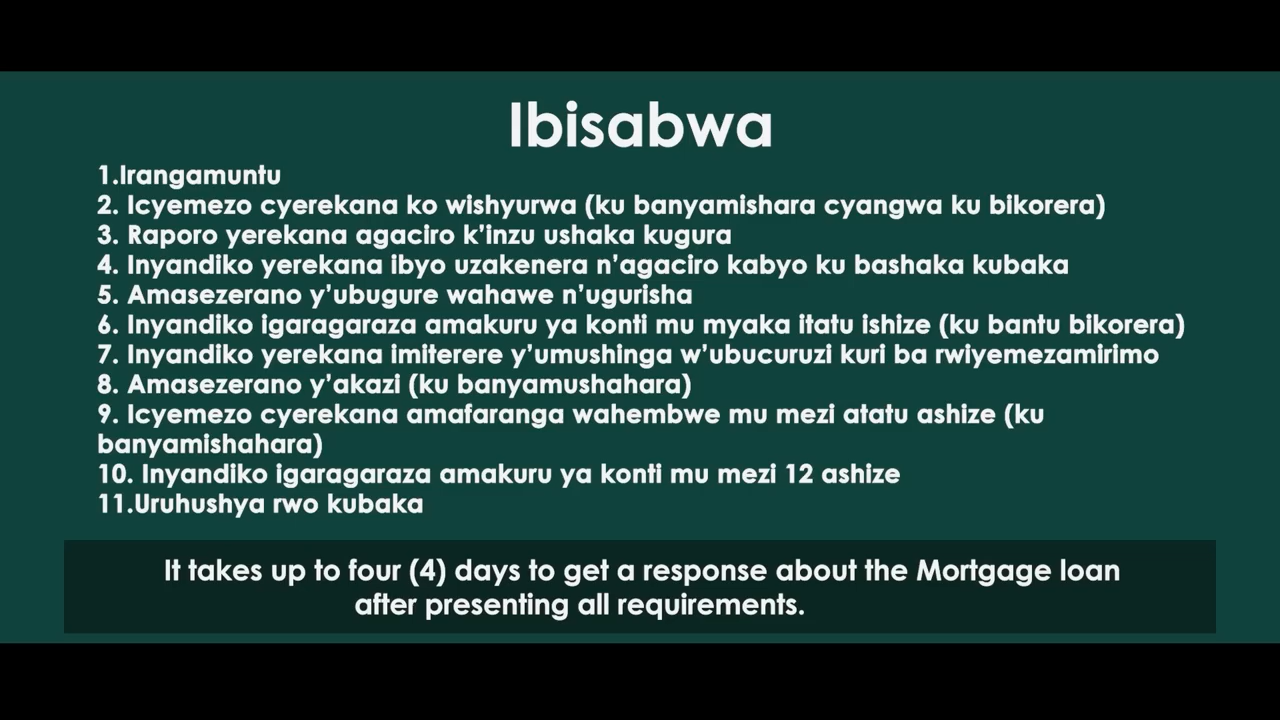 Ibisabwa
1.Irangamuntu
2. Icyemezo cyerekana ko wishyurwa (ku banyamishara cyangwa ku bikorera)
3. Raporo yerekana agaciro k’inzu ushaka kugura
4. Inyandiko yerekana ibyo uzakenera n’agaciro kabyo ku bashaka kubaka
5. Amasezerano y’ubugure wahawe n’ugurisha
6. Inyandiko igaragaraza amakuru ya konti mu myaka itatu ishize (ku bantu bikorera)
7. Inyandiko yerekana imiterere y’umushinga w’ubucuruzi kuri ba rwiyemezamirimo
8. Amasezerano y’akazi (ku banyamushahara)
9. Icyemezo cyerekana amafaranga wahembwe mu mezi atatu ashize (ku
banyamishahara)
10. Inyandiko igaragaraza amakuru ya konti mu mezi 12 ashize
11.Uruhushya rwo kubaka
It takes up to four (4) days to get a response about the Mortgage loan
after presenting all requirements.